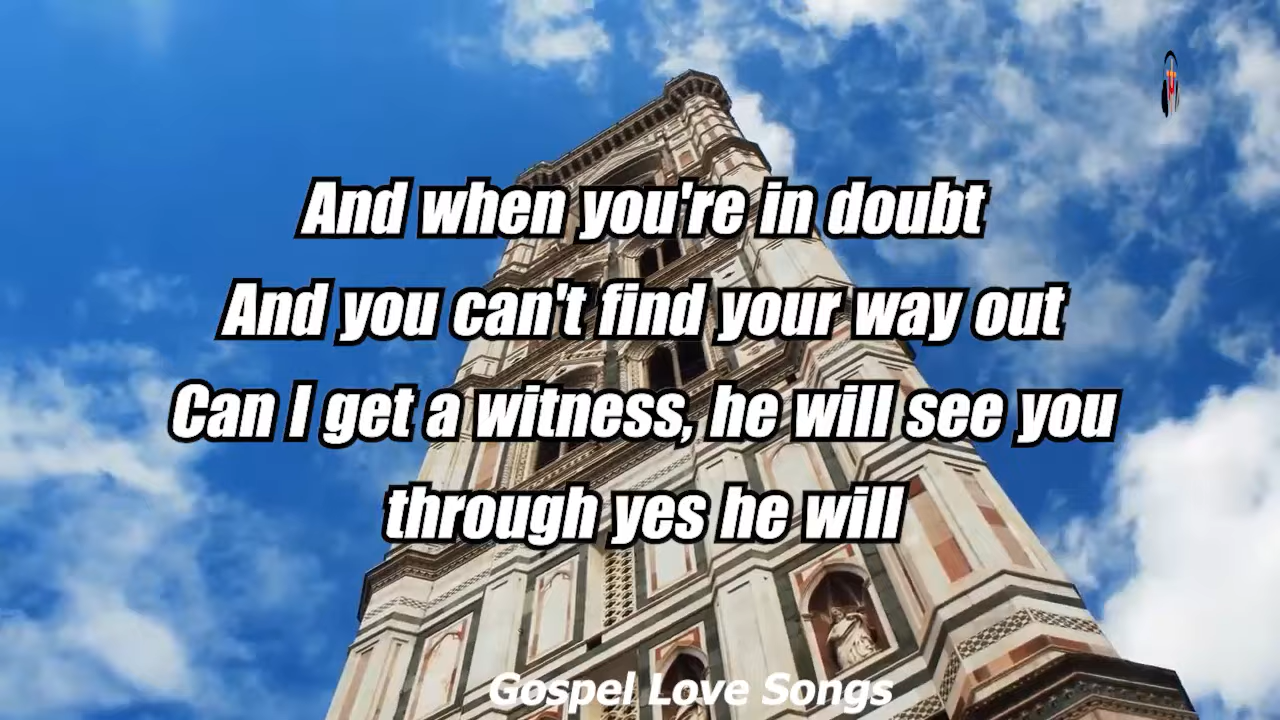 And when you're in doubt
And you can't find your way out
Can I get a witness, he will see you
through yes he will
Gospel Love Songs